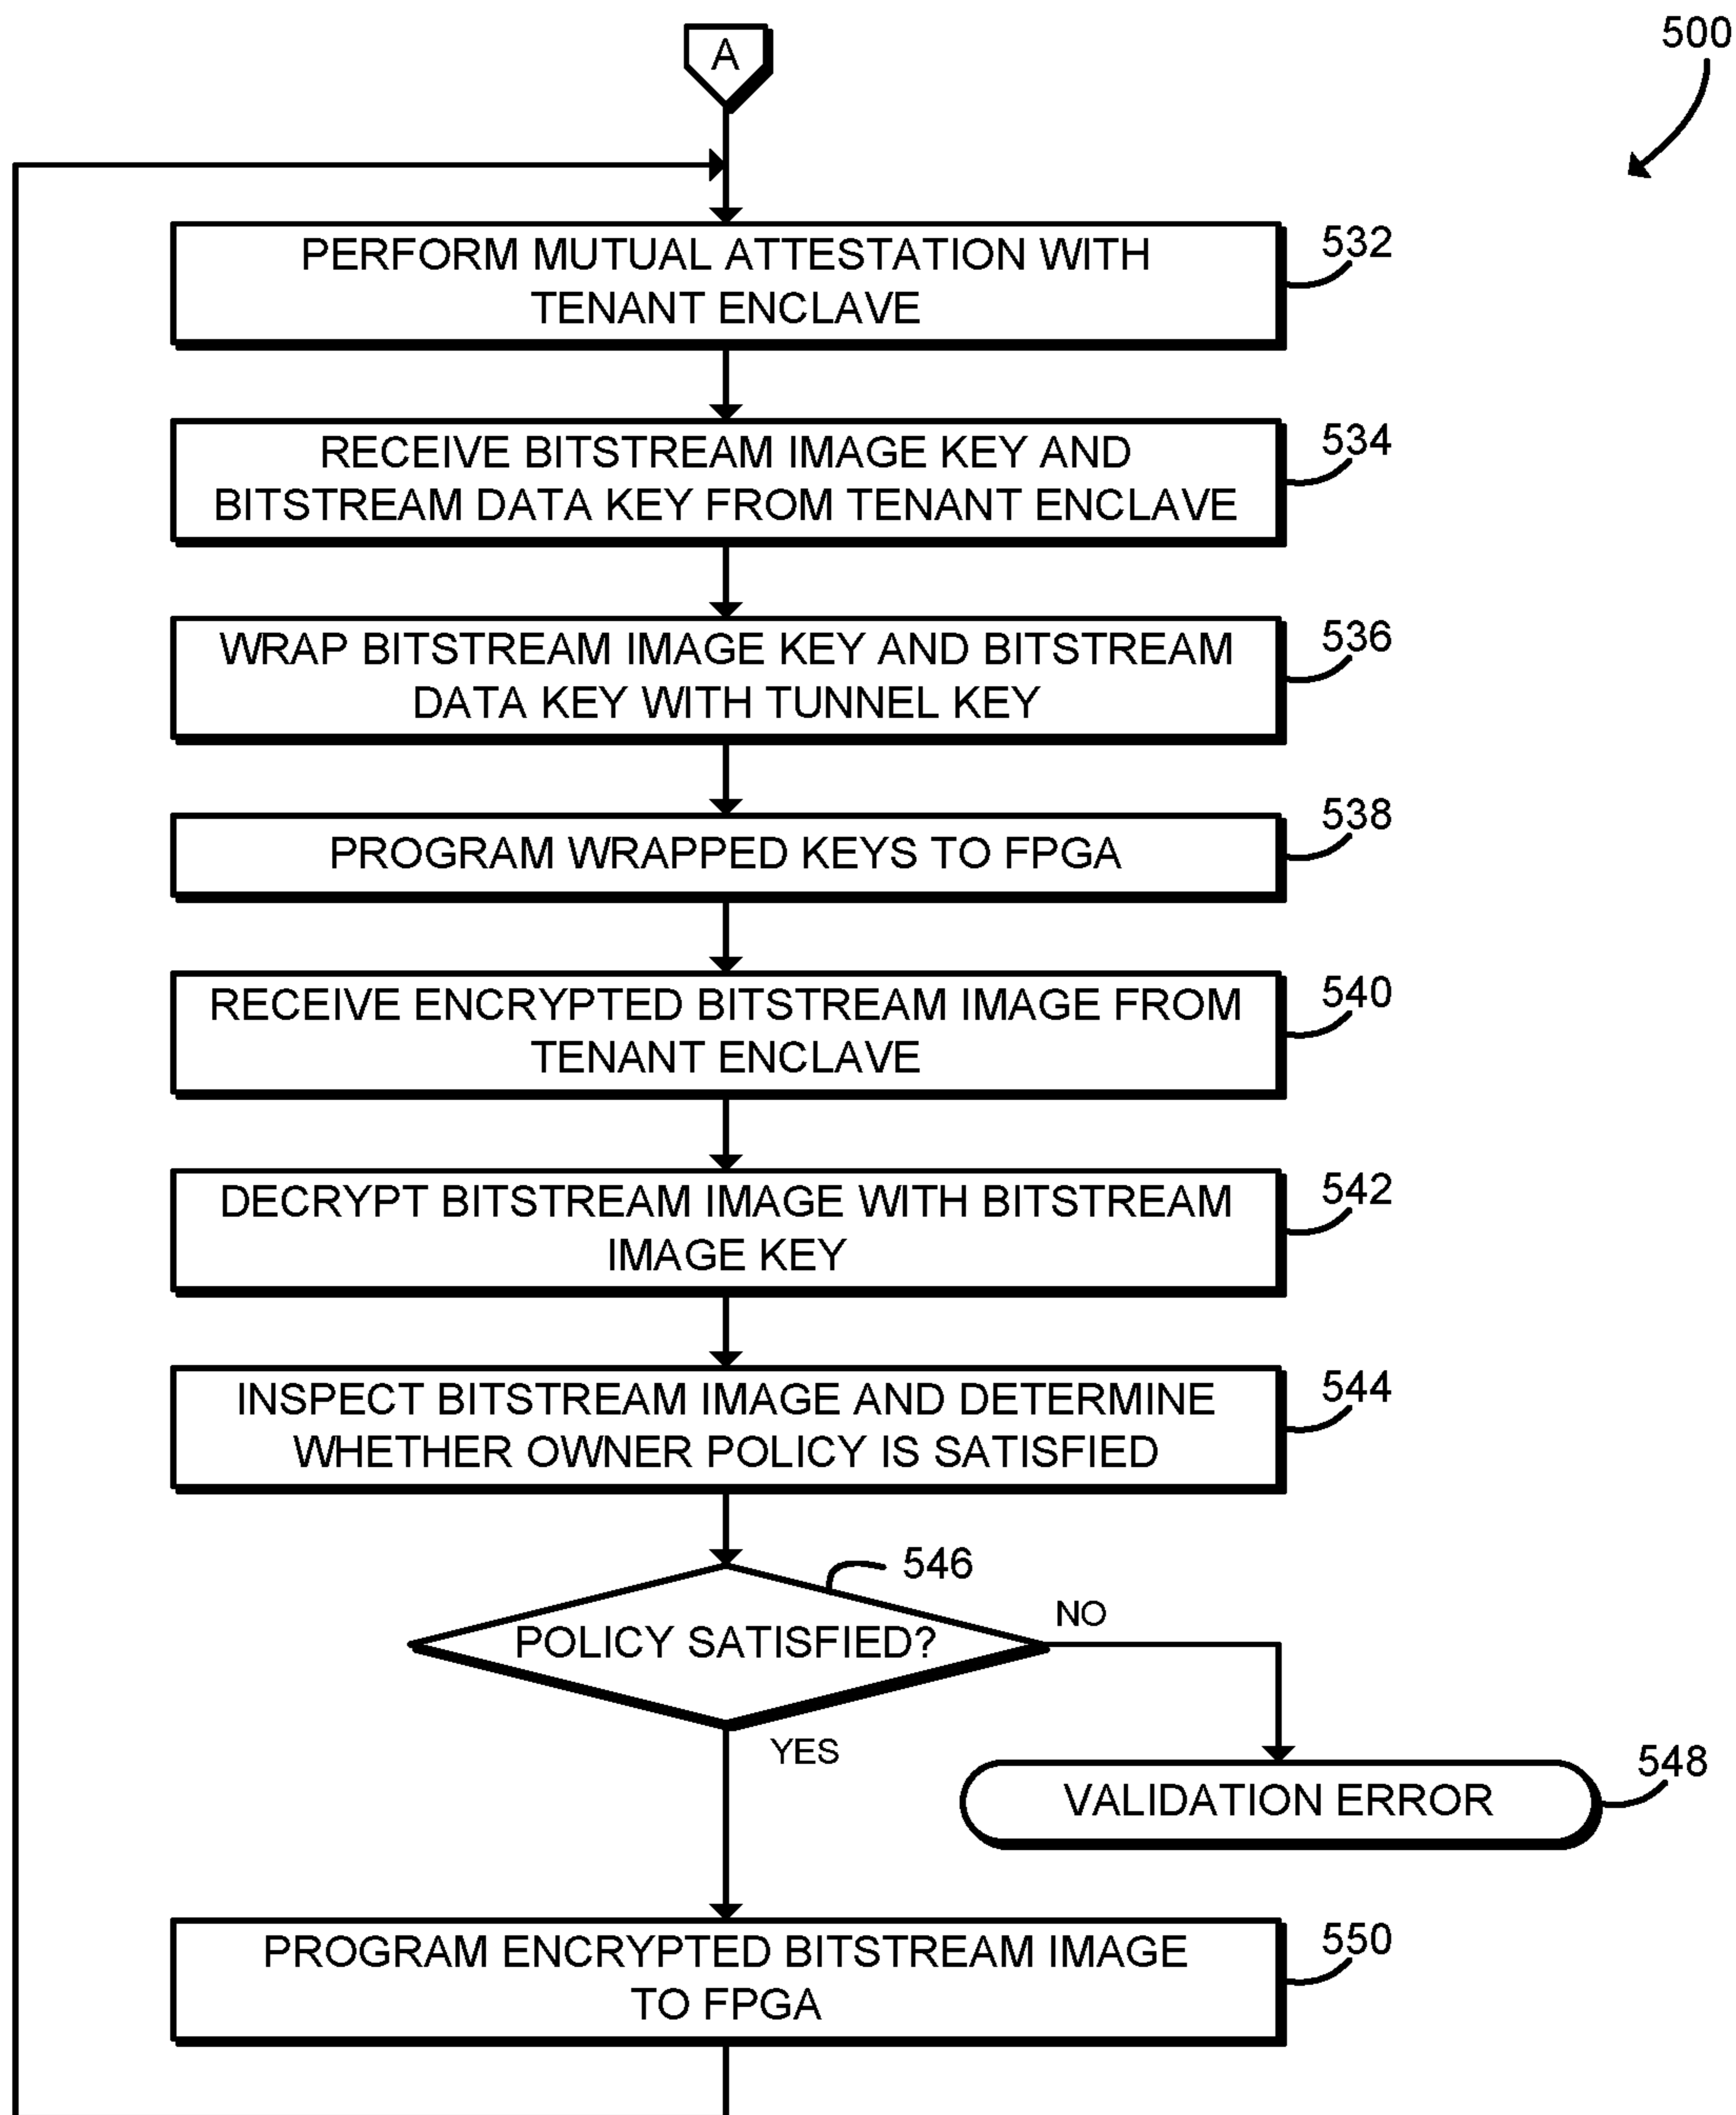 A
500
PERFORM MUTUAL ATTESTATION WITH
TENANT ENCLAVE
532
RECEIVE BITSTREAM IMAGE KEY AND
BITSTREAM DATA KEY FROM TENANT ENCLAVE
534
WRAP BITSTREAM IMAGE KEY AND BITSTREAM
DATA KEY WITH TUNNEL KEY
536
PROGRAM WRAPPED KEYS TO FPGA
538
RECEIVE ENCRYPTED BITSTREAM IMAGE FROM
TENANT ENCLAVE
540
DECRYPT BITSTREAM IMAGE WITH BITSTREAM
IMAGE KEY
542
INSPECT BITSTREAM IMAGE AND DETERMINE
WHETHER OWNER POLICY IS SATISFIED
544
546
POLICY SATISFIED?
NO
YES
VALIDATION ERROR
548
PROGRAM ENCRYPTED BITSTREAM IMAGE
TO FPGA
550